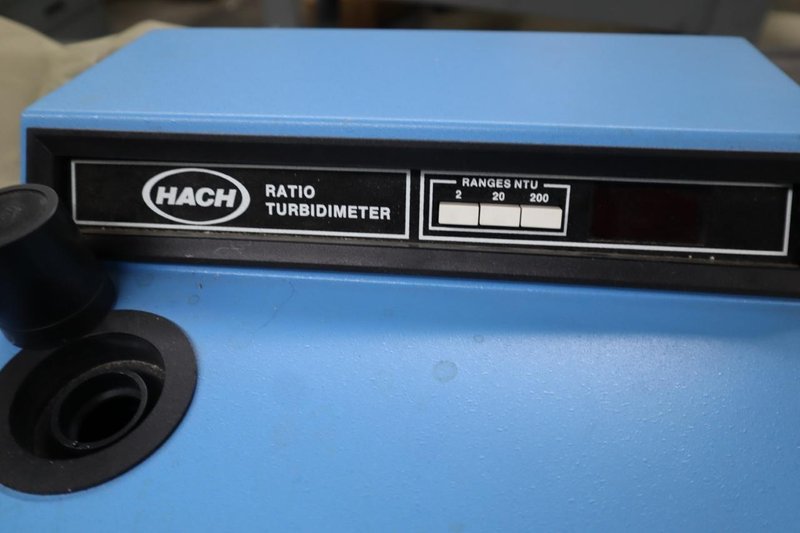 HACH
RATIO
TURBIDIMETER
RANGES NTU
2 20 200